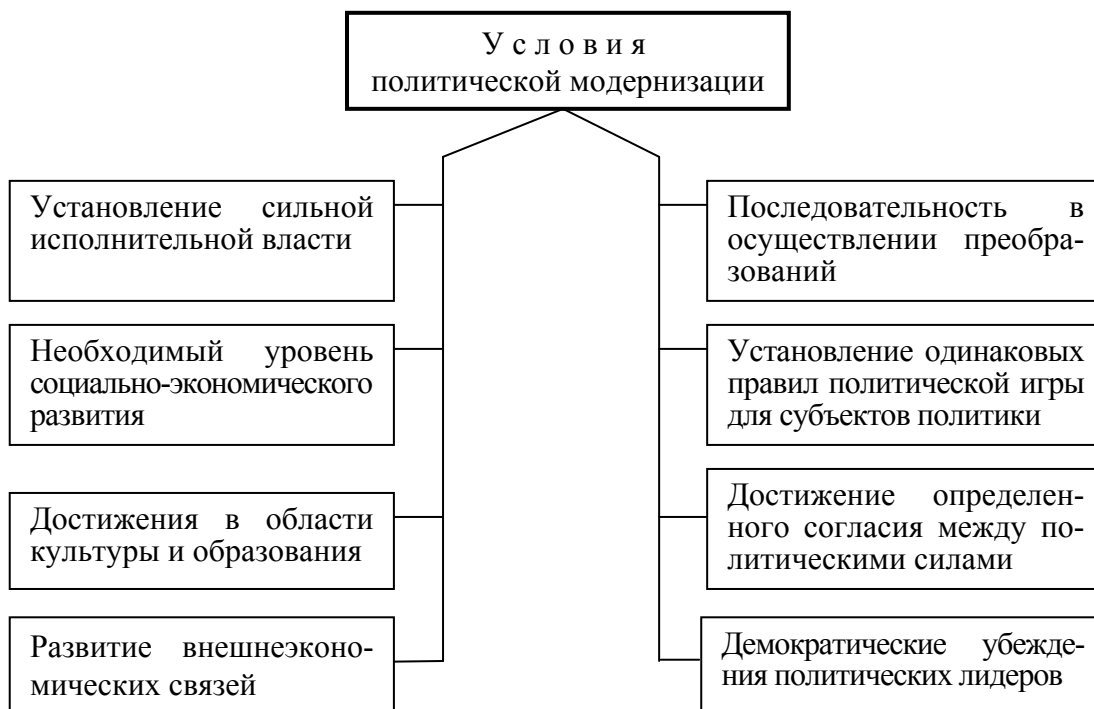 У с л о в и я
политической модернизации
Установление сильной
исполнительной власти
Необходимый уровень
социально-экономического
развития
Достижения в области
культуры и образования
Развитие внешнеэконо-
мических связей
Последовательность в
осуществлении преобра-
зований
Установление одинаковых
правил политической игры
для субъектов политики
Достижение определен-
ного согласия между по-
литическими силами
Демократические убежде-
ния политических лидеров